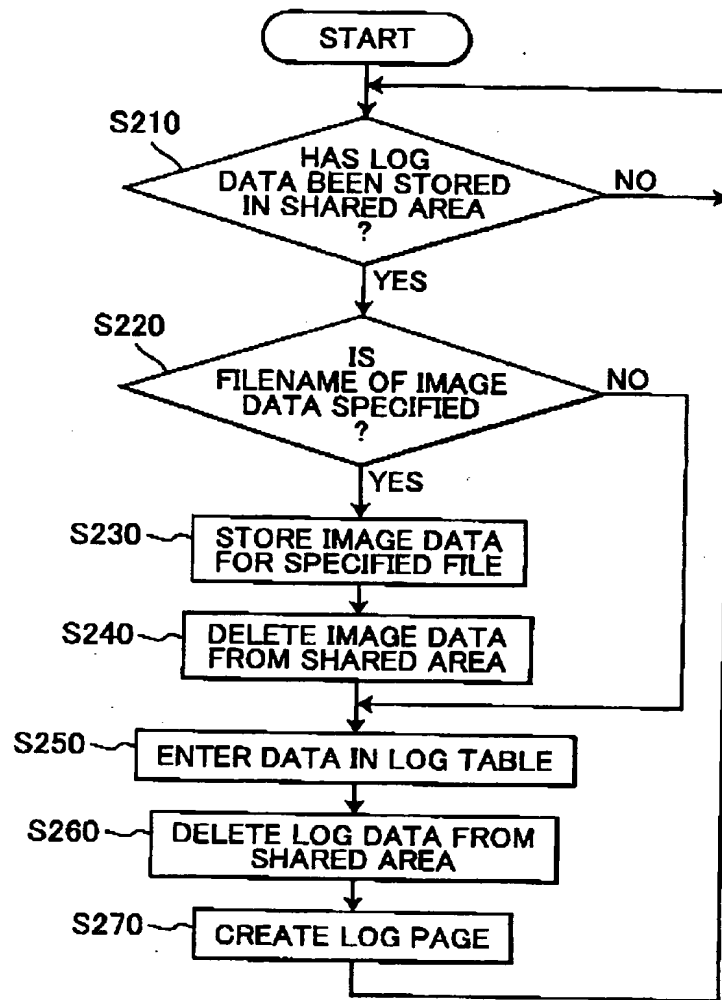 START
S210
HAS LOG
DATA BEEN STORED
IN SHARED AREA
?
NO
YES
S220
IS
FILENAME OF IMAGE
DATA SPECIFIED
?
NO
YES
S230
STORE IMAGE DATA
FOR SPECIFIED FILE
S240
DELETE IMAGE DATA
FROM SHARED AREA
S250
ENTER DATA IN LOG TABLE
S260
DELETE LOG DATA FROM
SHARED AREA
S270
CREATE LOG PAGE